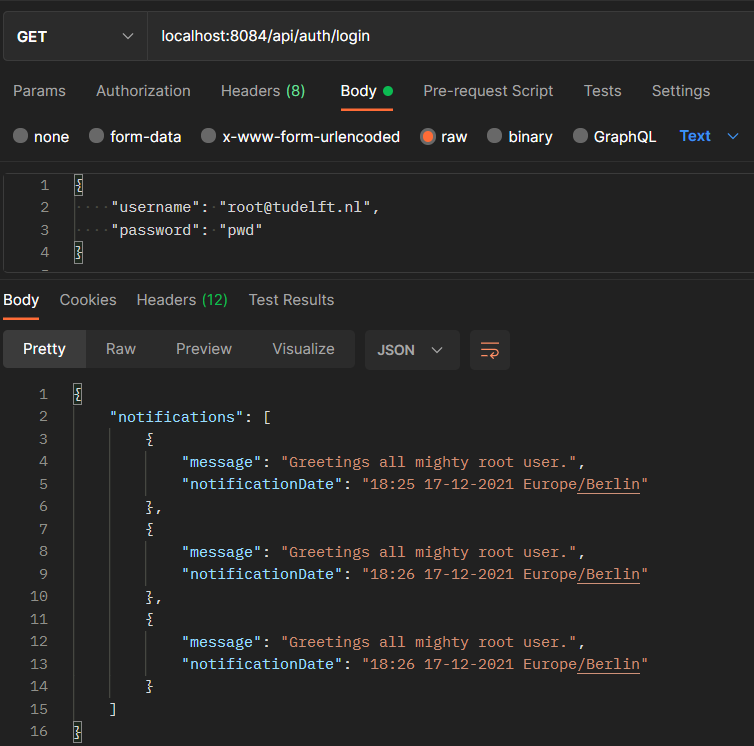 GET localhost:8084/api/auth/login
Params Authorization Headers (8) Body Pre-request Script Tests Settings
none form-data x-www-form-urlencoded raw binary GraphQL Text
1 {
2 ····"username":·"root@tudelft.nl",
3 ····"password":·"pwd"
4 }
Body Cookies Headers (12) Test Results
Pretty Raw Preview Visualize JSON
1 {
2 "notifications": [
3 {
4 "message": "Greetings all mighty root user.",
5 "notificationDate": "18:25 17-12-2021 Europe/Berlin"
6 },
7 {
8 "message": "Greetings all mighty root user.",
9 "notificationDate": "18:26 17-12-2021 Europe/Berlin"
10 },
11 {
12 "message": "Greetings all mighty root user.",
13 "notificationDate": "18:26 17-12-2021 Europe/Berlin"
14 }
15 ]
16 }